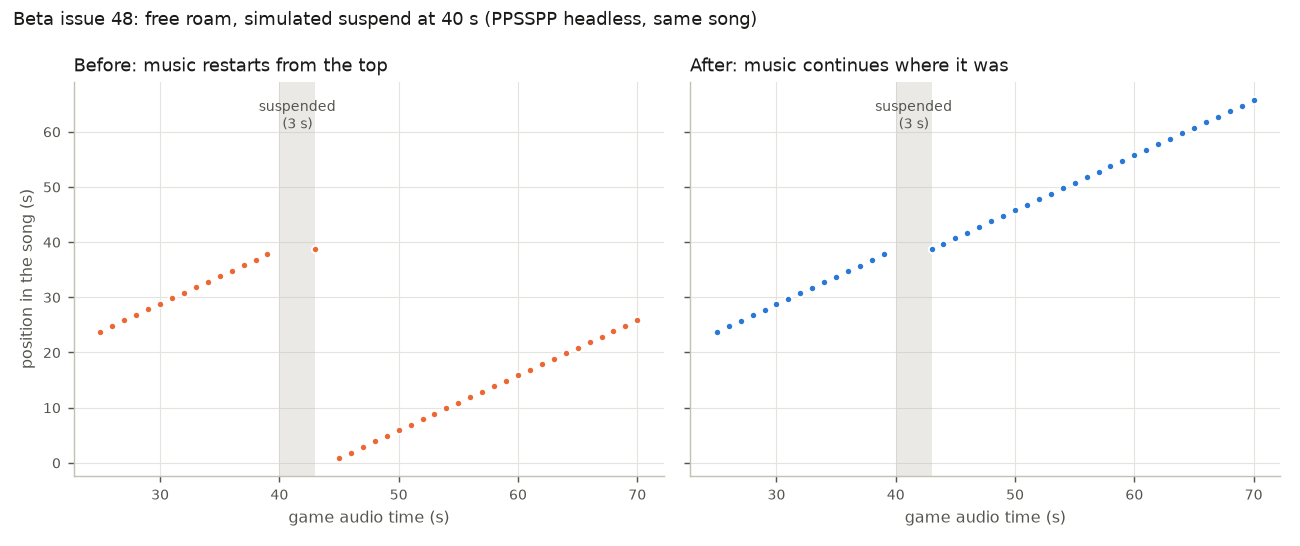 Beta issue 48: free roam, simulated suspend at 40 s (PPSSPP headless, same song)
Before: music restarts from the top
suspended
(3 s)
position in the song (s)
60
50
40
30
20
10
0
30
40
50
60
70
game audio time (s)
After: music continues where it was
suspended
(3 s)
30
40
50
60
70
game audio time (s)